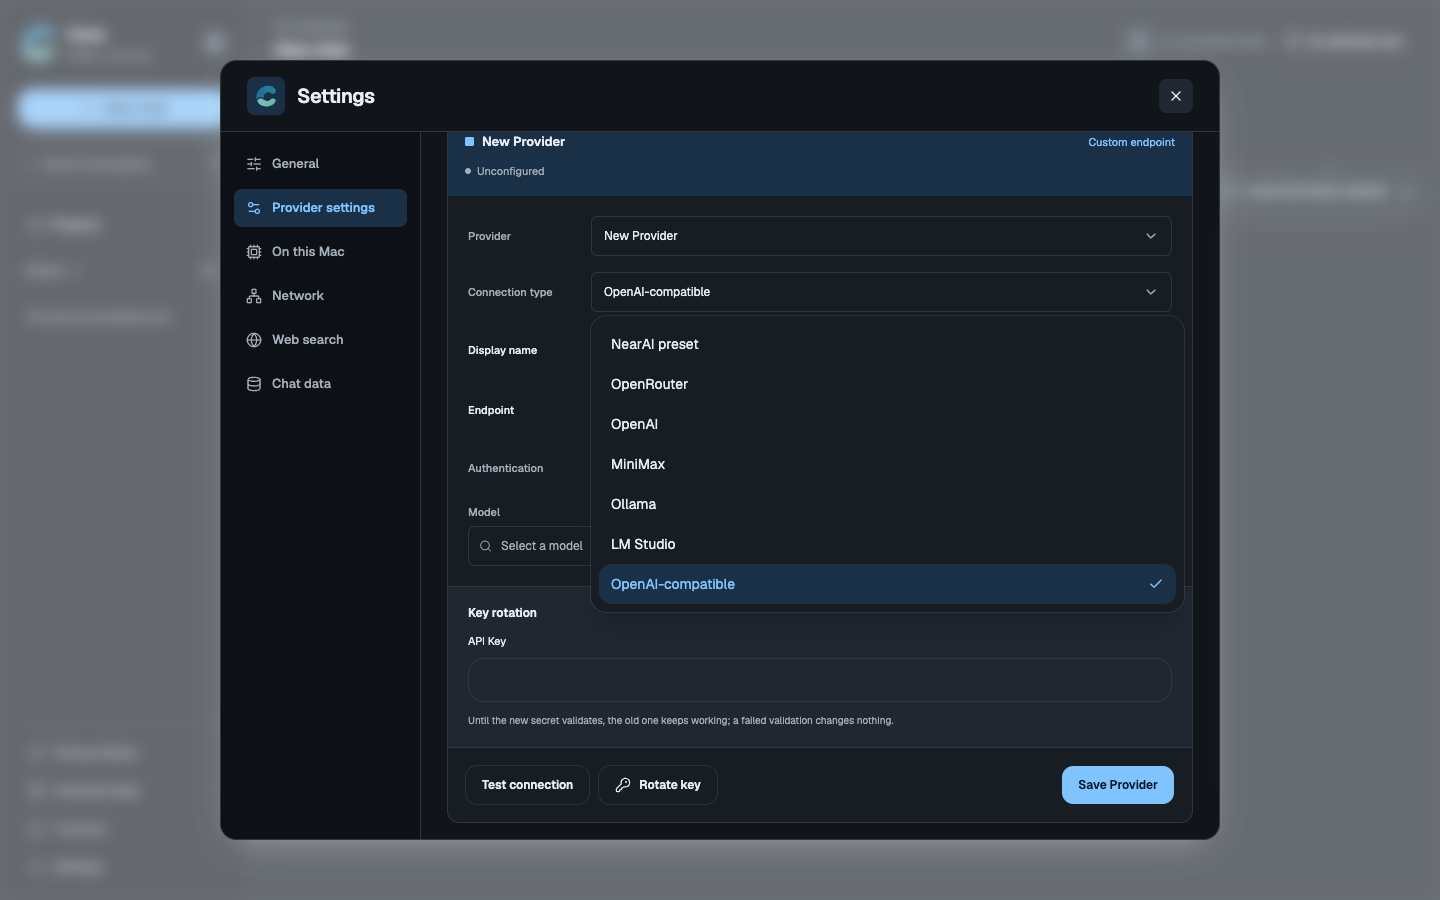 Settings
General
Provider settings
On this Mac
Network
Web search
Chat data
New Provider
Custom endpoint
Unconfigured
Provider
New Provider
Connection type
OpenAI-compatible
Display name
Endpoint
Authentication
Model
Select a model
NearAI preset
OpenRouter
OpenAI
MiniMax
Ollama
LM Studio
OpenAI-compatible
Key rotation
API Key
Until the new secret validates, the old one keeps working; a failed validation changes nothing.
Test connection
Rotate key
Save Provider